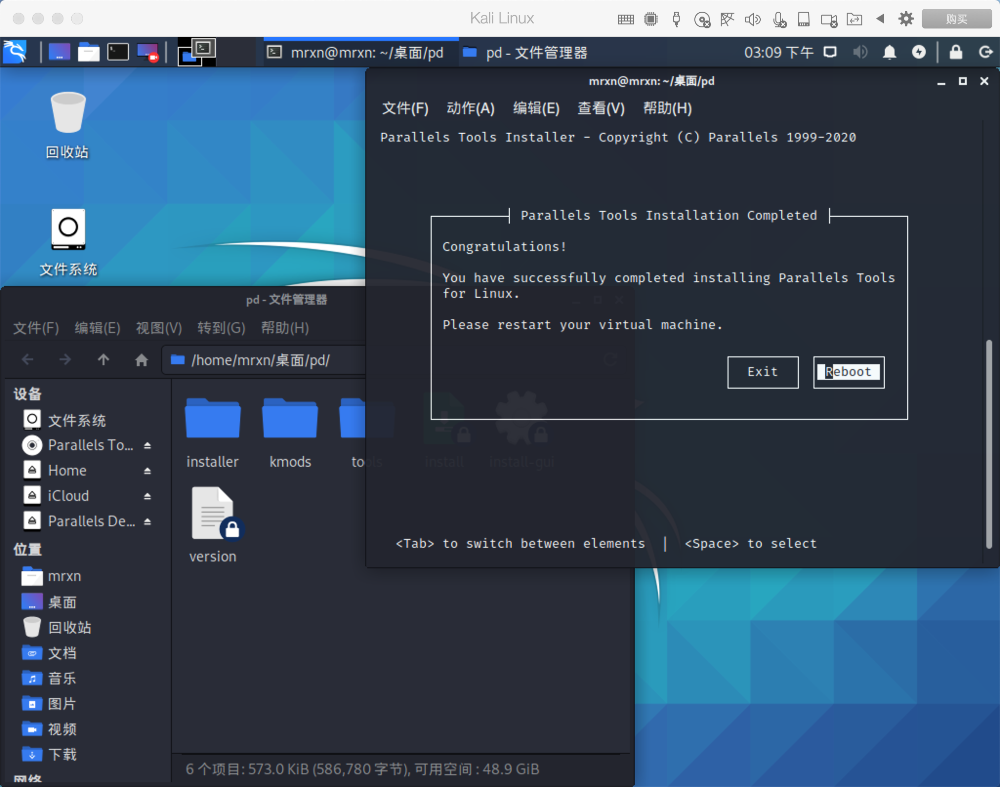 Kali Linux
购买
mrxn@mrxn: ~/桌面/pd
pd - 文件管理器
03:09 下午
回收站
文件系统
mrxn@mrxn: ~/桌面/pd
文件(F) 动作(A) 编辑(E) 查看(V) 帮助(H)
Parallels Tools Installer - Copyright (C) Parallels 1999-2020
Parallels Tools Installation Completed
Congratulations!
You have successfully completed installing Parallels Tools
for Linux.
Please restart your virtual machine.
Exit
Reboot
<Tab> to switch between elements | <Space> to select
pd - 文件管理器
文件(F) 编辑(E) 视图(V) 转到(G) 帮助(H)
/home/mrxn/桌面/pd/
设备
文件系统
Parallels To...
Home
iCloud
Parallels De...
位置
mrxn
桌面
回收站
文档
音乐
图片
视频
下载
网络
installer
kmods
tools
install
install-gui
version
6 个项目: 573.0 KiB (586,780 字节), 可用空间 : 48.9 GiB